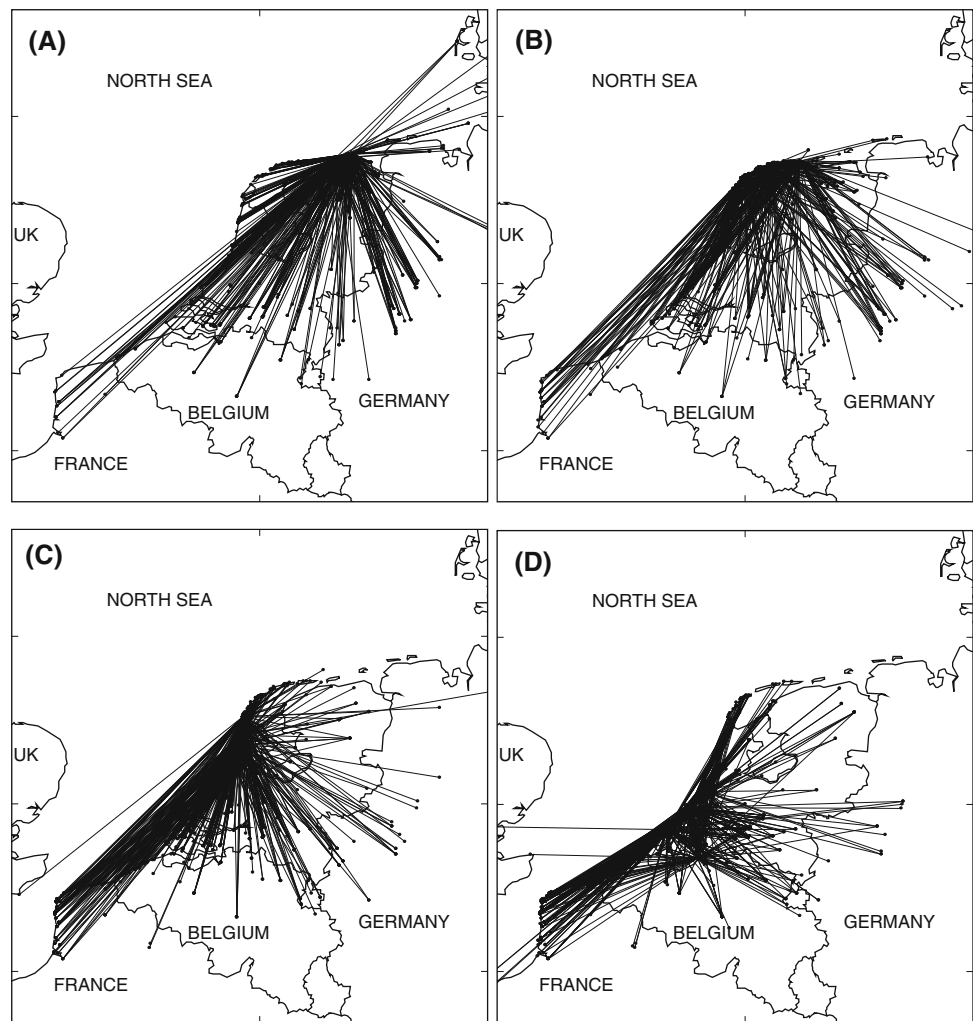 (A)
NORTH SEA
UK
BELGIUM
GERMANY
FRANCE
(B)
NORTH SEA
UK
BELGIUM
GERMANY
FRANCE
(C)
NORTH SEA
UK
BELGIUM
GERMANY
FRANCE
(D)
NORTH SEA
UK
BELGIUM
GERMANY
FRANCE